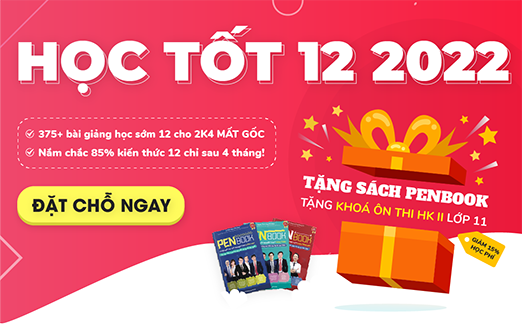 HỌC TỐT 12 2022
375+ bài giảng học sớm 12 cho 2K4 MẤT GỐC
Nắm chắc 85% kiến thức 12 chỉ sau 4 tháng!
ĐẶT CHỖ NGAY
TẶNG SÁCH PENBOOK
TẶNG KHOÁ ÔN THI HK II LỚP 11
GIẢM 15%
HỌC PHÍ
PEN
BOOK